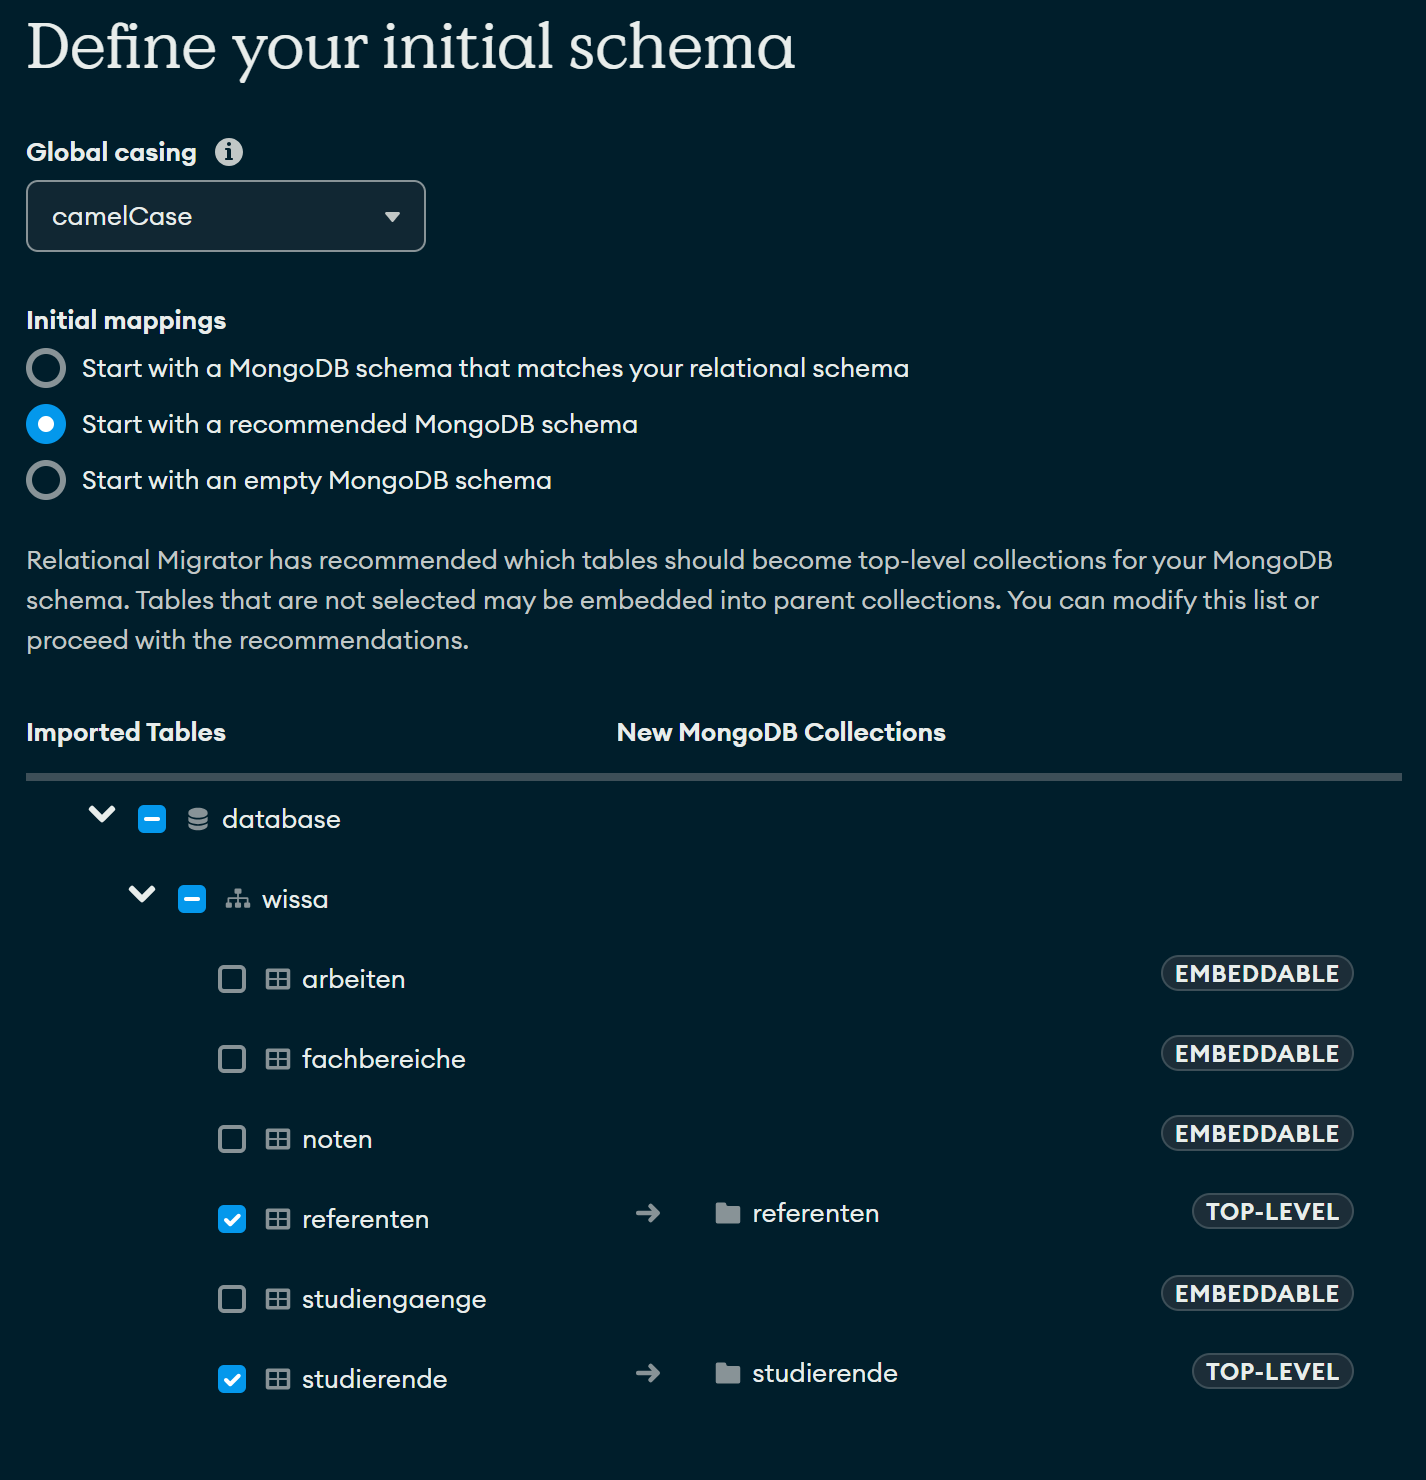 Define your initial schema
Global casing
camelCase
Initial mappings
Start with a MongoDB schema that matches your relational schema
Start with a recommended MongoDB schema
Start with an empty MongoDB schema
Relational Migrator has recommended which tables should become top-level collections for your MongoDB
schema. Tables that are not selected may be embedded into parent collections. You can modify this list or
proceed with the recommendations.
Imported Tables New MongoDB Collections
database
wissa
arbeiten EMBEDDABLE
fachbereiche EMBEDDABLE
noten EMBEDDABLE
referenten → referenten TOP-LEVEL
studiengaenge EMBEDDABLE
studierende → studierende TOP-LEVEL